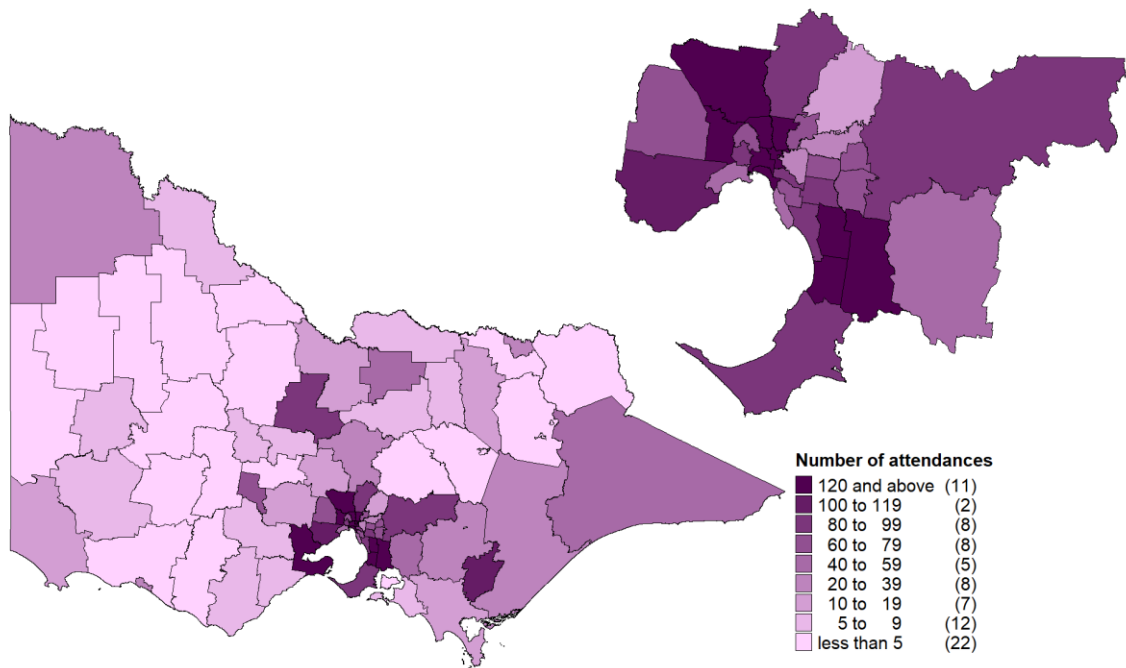 Number of attendances
120 and above (11)
100 to 119 (2)
80 to 99 (8)
60 to 79 (8)
40 to 59 (5)
20 to 39 (8)
10 to 19 (7)
5 to 9 (12)
less than 5 (22)